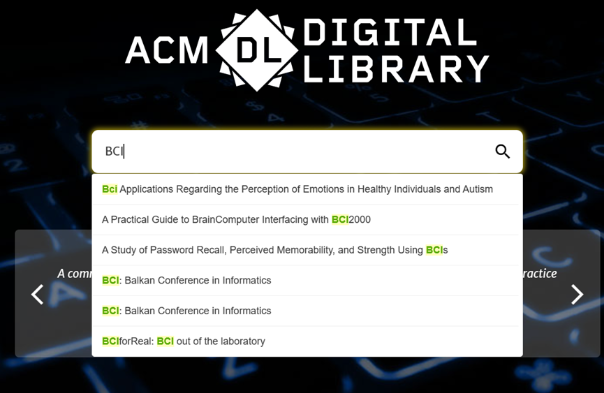 ACM DL DIGITAL
LIBRARY
BCI
Bci Applications Regarding the Perception of Emotions in Healthy Individuals and Autism
A Practical Guide to BrainComputer Interfacing with BCI2000
A Study of Password Recall, Perceived Memorability, and Strength Using BCIs
A comm ractice
BCI: Balkan Conference in Informatics
BCI: Balkan Conference in Informatics
BCIforReal: BCI out of the laboratory